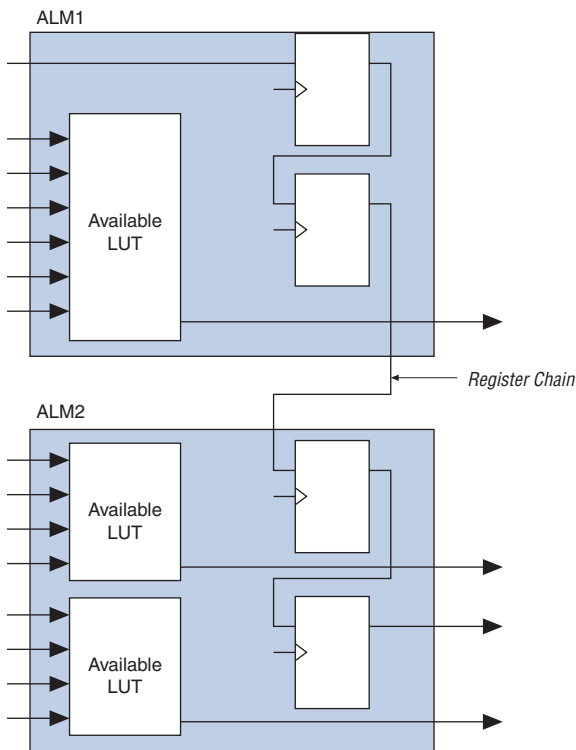 ALM1
Available
LUT
Register Chain
ALM2
Available
LUT
Available
LUT